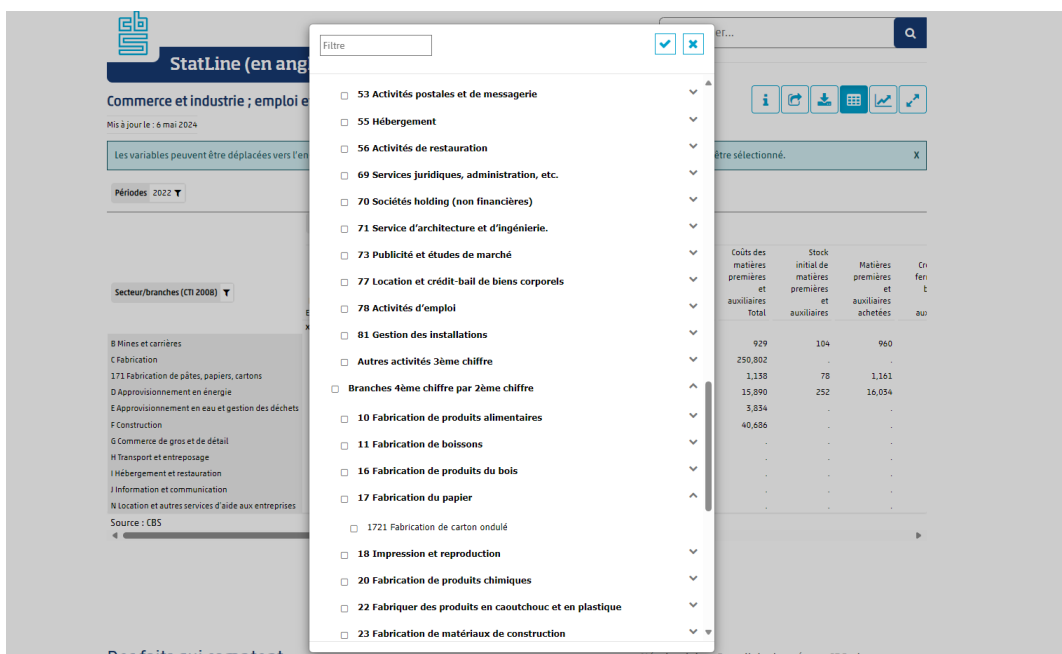 cbs
er...
StatLine (en ang
Commerce et industrie ; emploi e
Mis à jour le : 6 mai 2024
Les variables peuvent être déplacées vers l'en
être sélectionné.
X
Périodes 2022
Secteur/branches (CTI 2008)
Coûts des matières premières et auxiliaires Total
Stock initial de matières premières et auxiliaires
Matières premières et auxiliaires achetées
B Mines et carrières 929 104 960
C Fabrication 250,802 . .
171 Fabrication de pâtes, papiers, cartons 1,138 78 1,161
D Approvisionnement en énergie 15,890 252 16,034
E Approvisionnement en eau et gestion des déchets 3,834 . .
F Construction 40,686 . .
G Commerce de gros et de détail . . .
H Transport et entreposage . . .
I Hébergement et restauration . . .
J Information et communication . . .
N Location et autres services d'aide aux entreprises . . .
Source : CBS
Filtre
53 Activités postales et de messagerie
55 Hébergement
56 Activités de restauration
69 Services juridiques, administration, etc.
70 Sociétés holding (non financières)
71 Service d'architecture et d'ingénierie.
73 Publicité et études de marché
77 Location et crédit-bail de biens corporels
78 Activités d'emploi
81 Gestion des installations
Autres activités 3ème chiffre
Branches 4ème chiffre par 2ème chiffre
10 Fabrication de produits alimentaires
11 Fabrication de boissons
16 Fabrication de produits du bois
17 Fabrication du papier
1721 Fabrication de carton ondulé
18 Impression et reproduction
20 Fabrication de produits chimiques
22 Fabriquer des produits en caoutchouc et en plastique
23 Fabrication de matériaux de construction